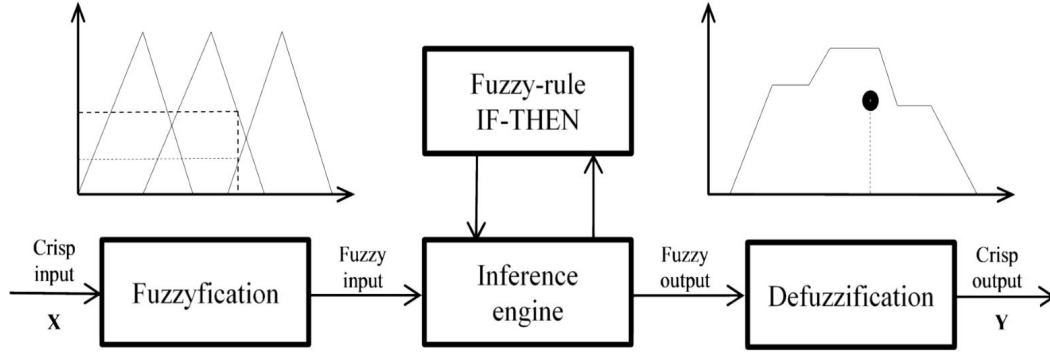 Fuzzy-rule
IF-THEN
Crisp
input
X
Fuzzyfication
Fuzzy
input
Inference
engine
Fuzzy
output
Defuzzification
Crisp
output
Y